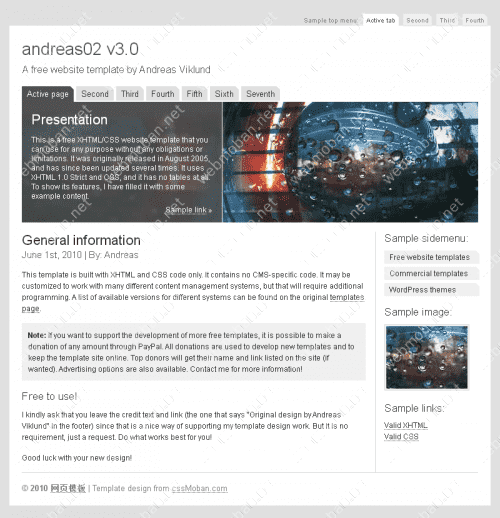 Sample top menu: Active tab Second Third Fourth
andreas02 v3.0
A free website template by Andreas Viklund
Active page Second Third Fourth Fifth Sixth Seventh
Presentation
This is a free XHTML/CSS website template that you
can use for any purpose without any obligations or
limitations. It was originally released in August 2005,
and has since been updated several times. It uses
XHTML 1.0 Strict and CSS, and it has no tables at all.
To show its features, I have filled it with some
example content.
Sample link »
General information
June 1st, 2010 | By: Andreas
This template is built with XHTML and CSS code only. It contains no CMS-specific code. It may be
customized to work with many different content management systems, but that will require additional
programming. A list of available versions for different systems can be found on the original templates
page.
Note: If you want to support the development of more free templates, it is possible to make a
donation of any amount through PayPal. All donations are used to develop new templates and to
keep the template site online. Top donors will get their name and link listed on the site (if
wanted). Advertising options are also available. Contact me for more information!
Free to use!
I kindly ask that you leave the credit text and link (the one that says "Original design by Andreas
Viklund" in the footer) since that is a nice way of supporting my template design work. But it is no
requirement, just a request. Do what works best for you!
Good luck with your new design!
Sample sidemenu:
Free website templates
Commercial templates
WordPress themes
Sample image:
Sample links:
Valid XHTML
Valid CSS
© 2010 网页模板 | Template design from cssMoban.com